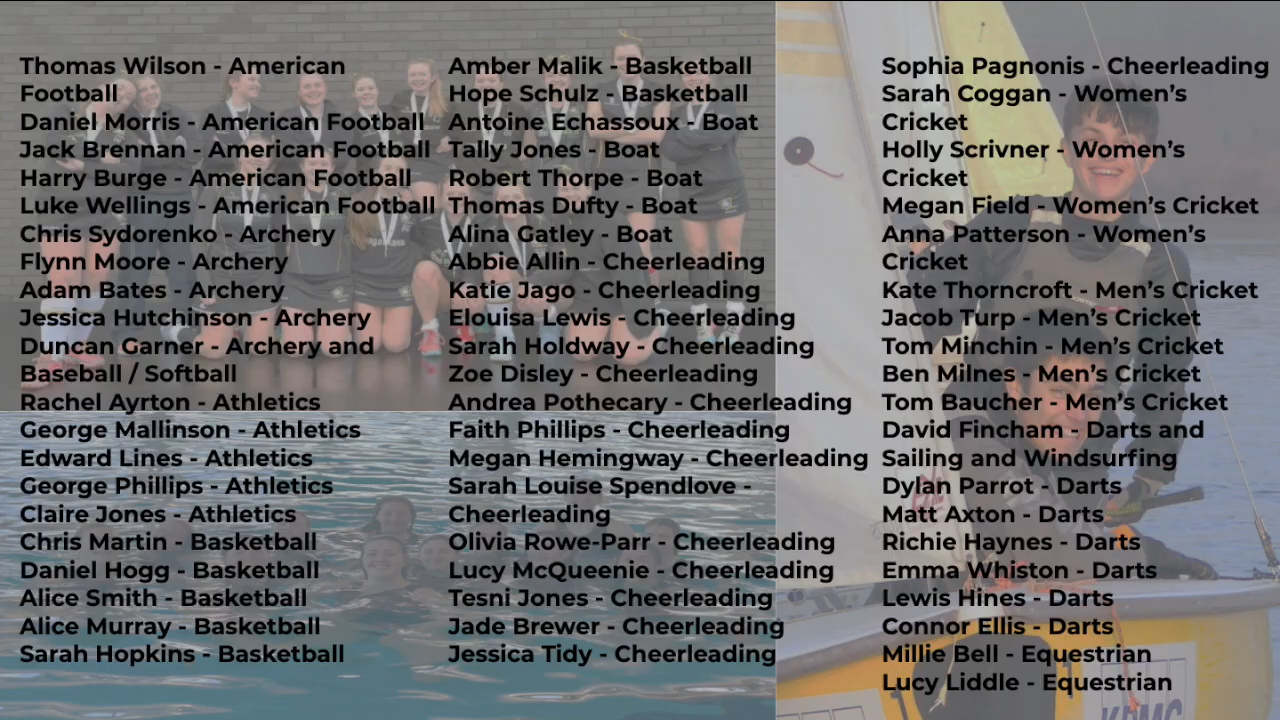 Thomas Wilson - American
Football
Daniel Morris - American Football
Jack Brennan - American Football
Harry Burge - American Football
Luke Wellings - American Football
Chris Sydorenko - Archery
Flynn Moore - Archery
Adam Bates - Archery
Jessica Hutchinson - Archery
Duncan Garner - Archery and
Baseball / Softball
Rachel Ayrton - Athletics
George Mallinson - Athletics
Edward Lines - Athletics
George Phillips - Athletics
Claire Jones - Athletics
Chris Martin - Basketball
Daniel Hogg - Basketball
Alice Smith - Basketball
Alice Murray - Basketball
Sarah Hopkins - Basketball
Amber Malik - Basketball
Hope Schulz - Basketball
Antoine Echassoux - Boat
Tally Jones - Boat
Robert Thorpe - Boat
Thomas Dufty - Boat
Alina Gatley - Boat
Abbie Allin - Cheerleading
Katie Jago - Cheerleading
Elouisa Lewis - Cheerleading
Sarah Holdway - Cheerleading
Zoe Disley - Cheerleading
Andrea Pothecary - Cheerleading
Faith Phillips - Cheerleading
Megan Hemingway - Cheerleading
Sarah Louise Spendlove -
Cheerleading
Olivia Rowe-Parr - Cheerleading
Lucy McQueenie - Cheerleading
Tesni Jones - Cheerleading
Jade Brewer - Cheerleading
Jessica Tidy - Cheerleading
Sophia Pagnonis - Cheerleading
Sarah Coggan - Women's
Cricket
Holly Scrivner - Women's
Cricket
Megan Field - Women's Cricket
Anna Patterson - Women's
Cricket
Kate Thorncroft - Men's Cricket
Jacob Turp - Men's Cricket
Tom Minchin - Men's Cricket
Ben Milnes - Men's Cricket
Tom Baucher - Men's Cricket
David Fincham - Darts and
Sailing and Windsurfing
Dylan Parrot - Darts
Matt Axton - Darts
Richie Haynes - Darts
Emma Whiston - Darts
Lewis Hines - Darts
Connor Ellis - Darts
Millie Bell - Equestrian
Lucy Liddle - Equestrian